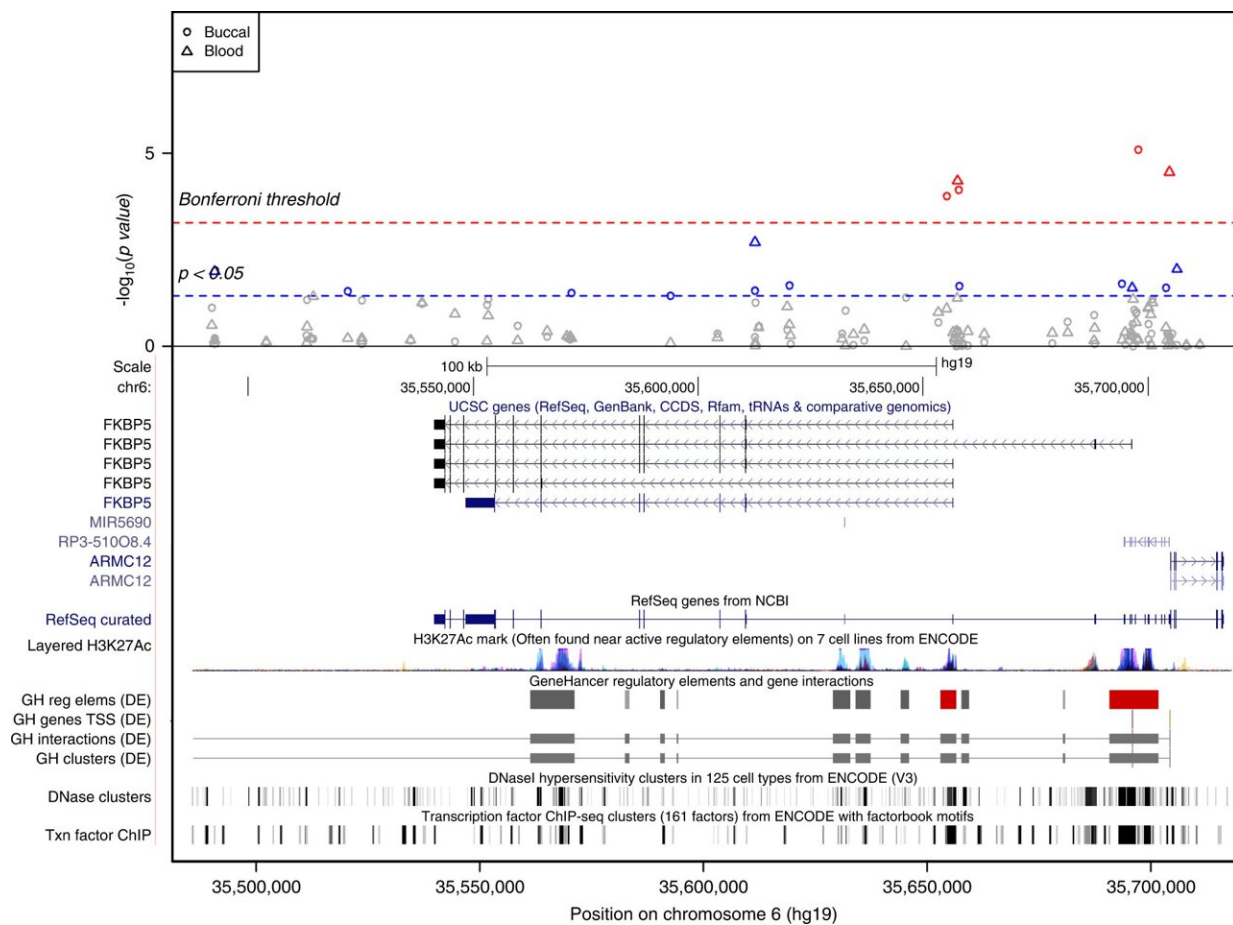 Buccal
Blood
5
Bonferroni threshold
-log10(p value)
p < 0.05
0
Scale
100 kb
hg19
chr6:
35,550,000
35,600,000
35,650,000
35,700,000
UCSC genes (RefSeq, GenBank, CCDS, Rfam, tRNAs & comparative genomics)
FKBP5
FKBP5
FKBP5
FKBP5
FKBP5
MIR5690
RP3-510O8.4
ARMC12
ARMC12
RefSeq genes from NCBI
RefSeq curated
H3K27Ac mark (Often found near active regulatory elements) on 7 cell lines from ENCODE
Layered H3K27Ac
GeneHancer regulatory elements and gene interactions
GH reg elems (DE)
GH genes TSS (DE)
GH interactions (DE)
GH clusters (DE)
DNaseI hypersensitivity clusters in 125 cell types from ENCODE (V3)
DNase clusters
Transcription factor ChIP-seq clusters (161 factors) from ENCODE with factorbook motifs
Txn factor ChIP
35,500,000
35,550,000
35,600,000
35,650,000
35,700,000
Position on chromosome 6 (hg19)